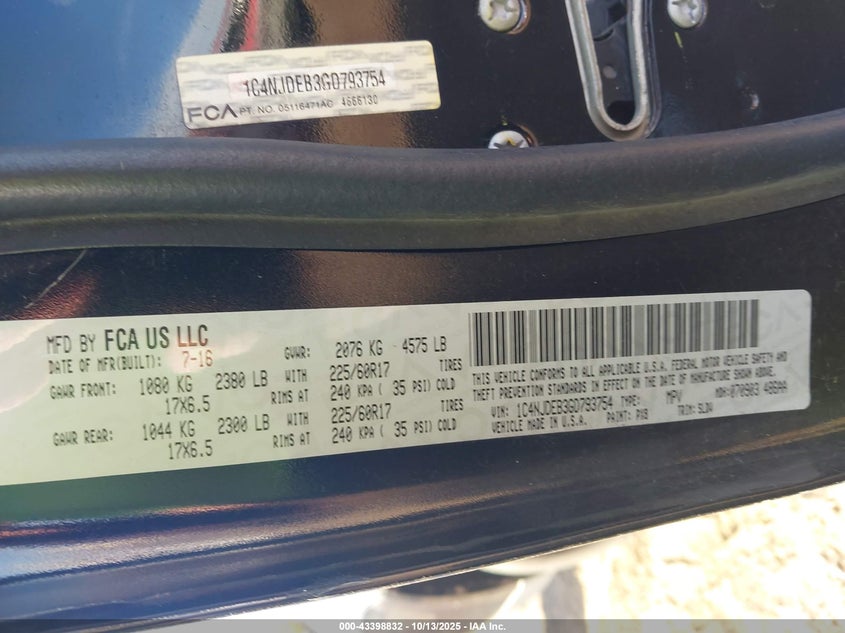 1C4NJDEB3GD793754
FCA PT. NO. 05116471AC 4666130
MFD BY FCA US LLC
DATE OF MFR(BUILT): 7-16 GVWR: 2076 KG 4575 LB
GAWR FRONT: 1080 KG 2380 LB WITH 225/60R17 TIRES
17X6.5 RIMS AT 240 KPA ( 35 PSI) COLD
GAWR REAR: 1044 KG 2300 LB WITH 225/60R17 TIRES
17X6.5 RIMS AT 240 KPA ( 35 PSI) COLD
THIS VEHICLE CONFORMS TO ALL APPLICABLE U.S.A. FEDERAL MOTOR VEHICLE SAFETY AND
THEFT PREVENTION STANDARDS IN EFFECT ON THE DATE OF MANUFACTURE SHOWN ABOVE.
VIN: 1C4NJDEB3GD793754 TYPE: MPV MDH:070903
VEHICLE MADE IN U.S.A. PAINT: TRIM:
000-43398832 - 10/13/2025 - IAA Inc.